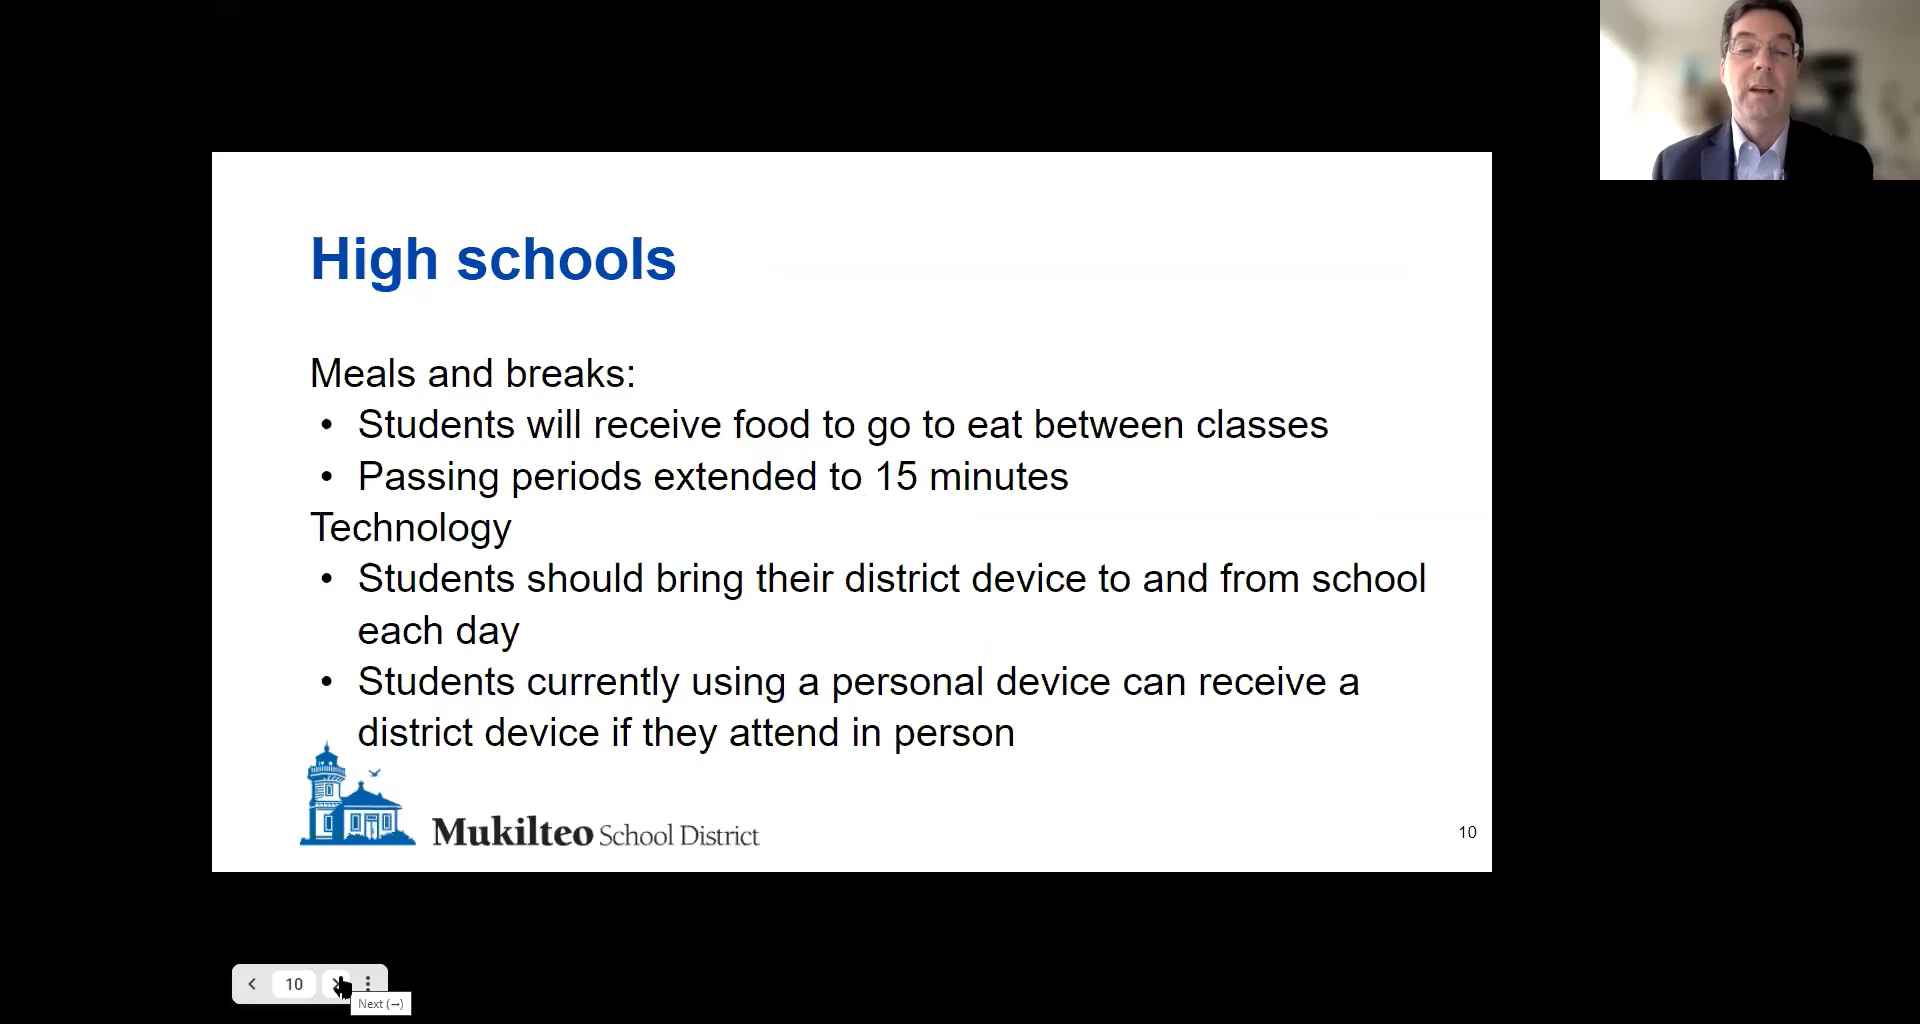 High schools
Meals and breaks:
• Students will receive food to go to eat between classes
• Passing periods extended to 15 minutes
Technology
• Students should bring their district device to and from school
each day
• Students currently using a personal device can receive a
district device if they attend in person
Mukilteo School District
10
10
Next (→)